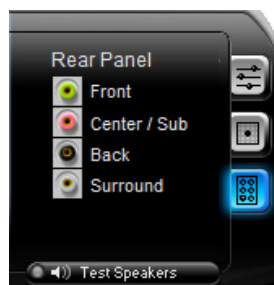 Rear Panel
Front
Center / Sub
Back
Surround
Test Speakers